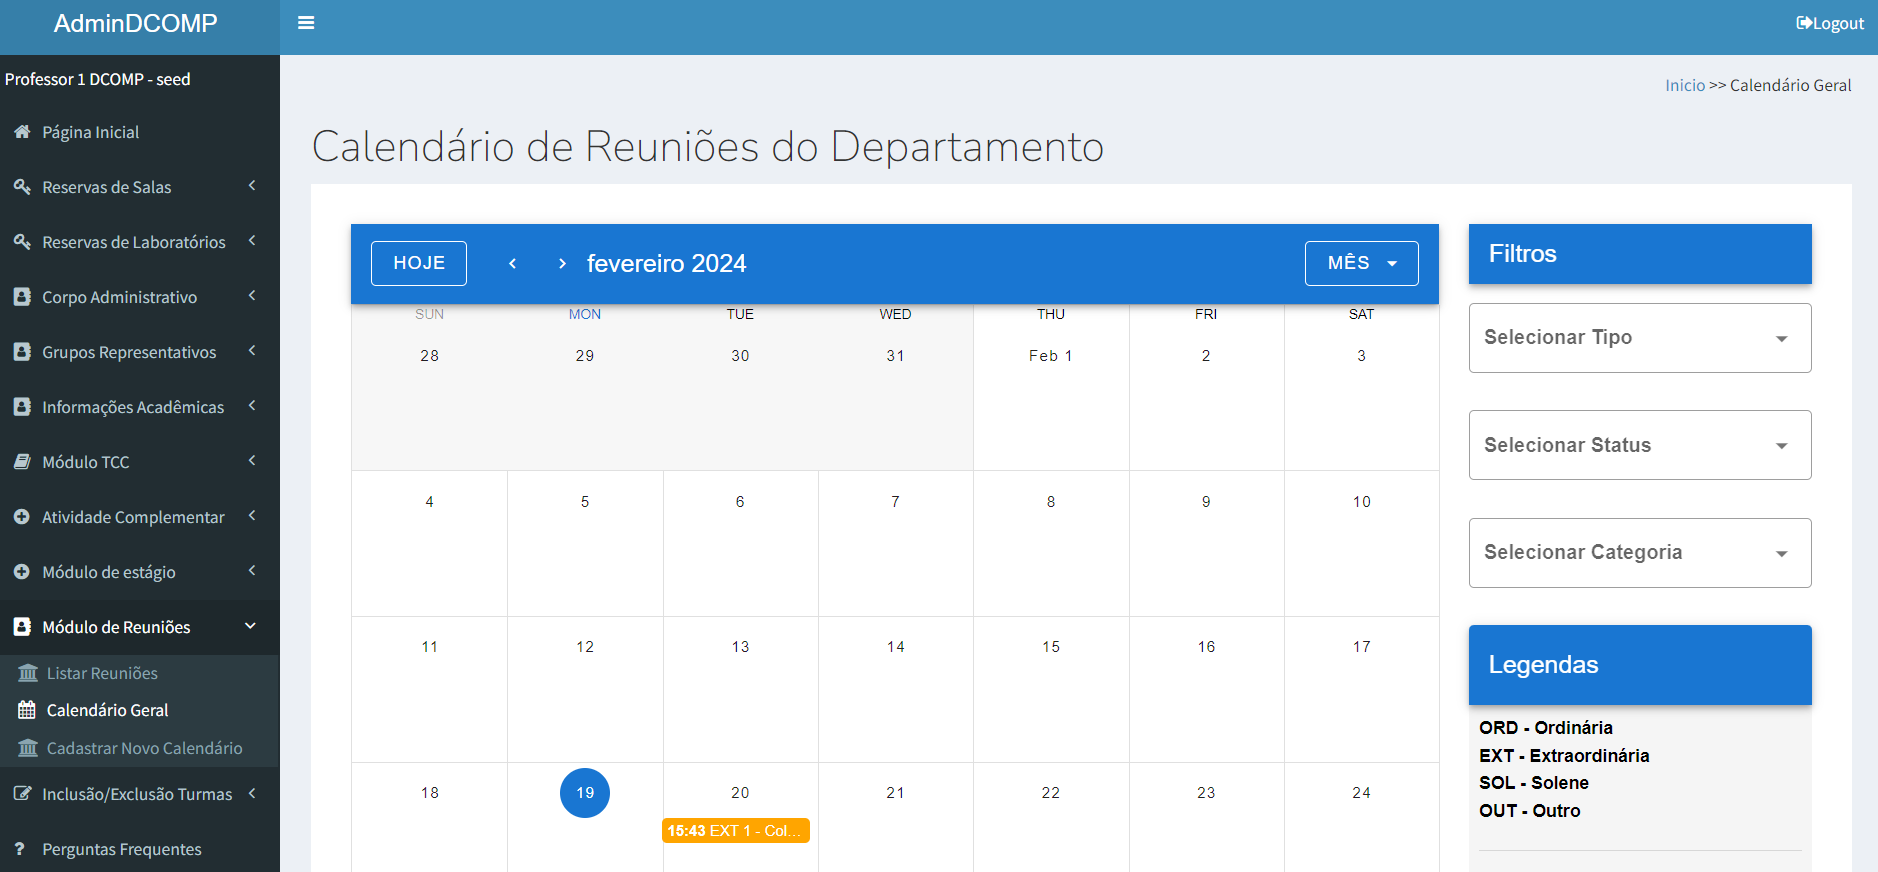 AdminDCOMP
Logout
Professor 1 DCOMP - seed
Página Inicial
Reservas de Salas
Reservas de Laboratórios
Corpo Administrativo
Grupos Representativos
Informações Acadêmicas
Módulo TCC
Atividade Complementar
Módulo de estágio
Módulo de Reuniões
Listar Reuniões
Calendário Geral
Cadastrar Novo Calendário
Inclusão/Exclusão Turmas
Perguntas Frequentes
Inicio >> Calendário Geral
Calendário de Reuniões do Departamento
HOJE
fevereiro 2024
MÊS
SUN MON TUE WED THU FRI SAT
28 29 30 31 Feb 1 2 3
4 5 6 7 8 9 10
11 12 13 14 15 16 17
18 19 20 21 22 23 24
15:43 EXT 1 - Col...
Filtros
Selecionar Tipo
Selecionar Status
Selecionar Categoria
Legendas
ORD - Ordinária
EXT - Extraordinária
SOL - Solene
OUT - Outro